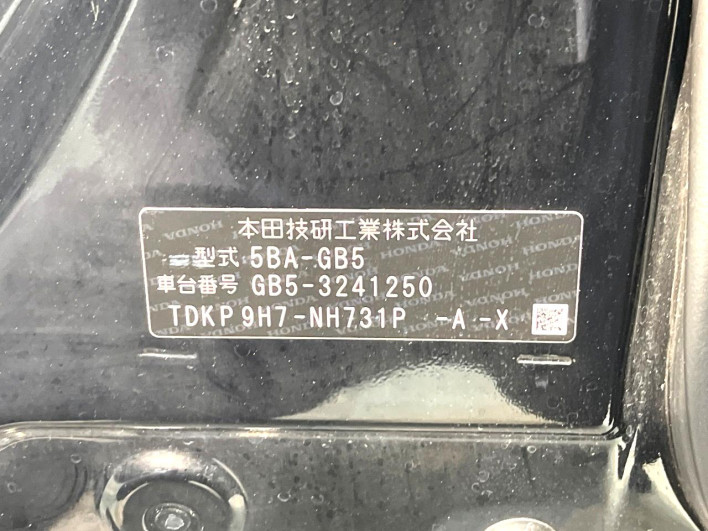 本田技研工業株式会社
型式 5BA-GB5
車台番号 GB5-3241250
TDKP 9H7-NH731P -A -X